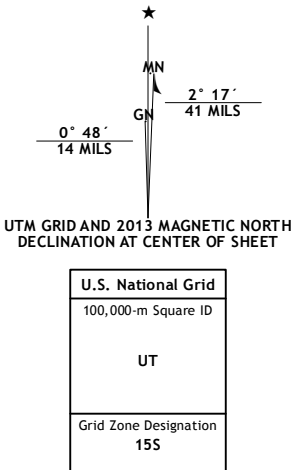 ★
MN
2° 17´
41 MILS
GN
0° 48´
14 MILS
UTM GRID AND 2013 MAGNETIC NORTH
DECLINATION AT CENTER OF SHEET
U.S. National Grid
100,000-m Square ID
UT
Grid Zone Designation
15S